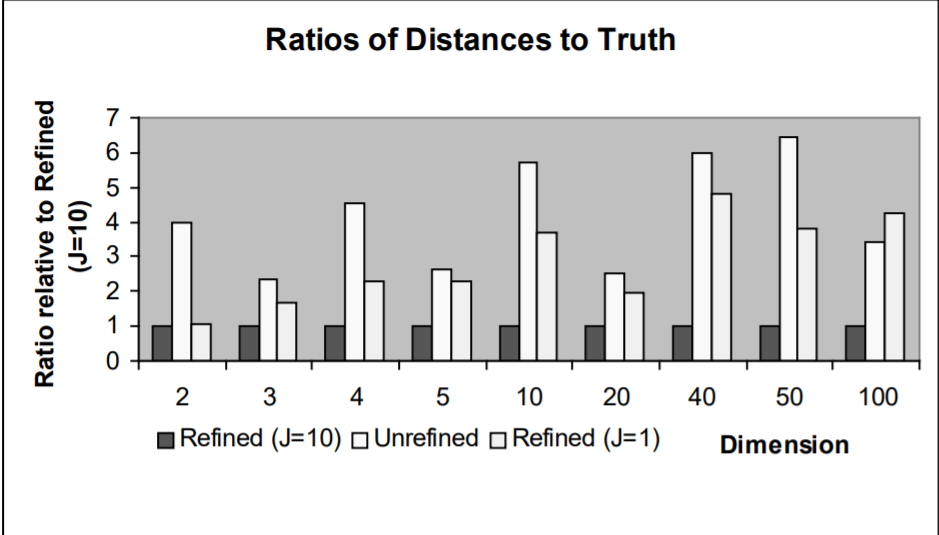 Ratios of Distances to Truth
Ratio relative to Refined
(J=10)
7
6
5
4
3
2
1
0
2 3 4 5 10 20 40 50 100
Refined (J=10) Unrefined Refined (J=1)
Dimension